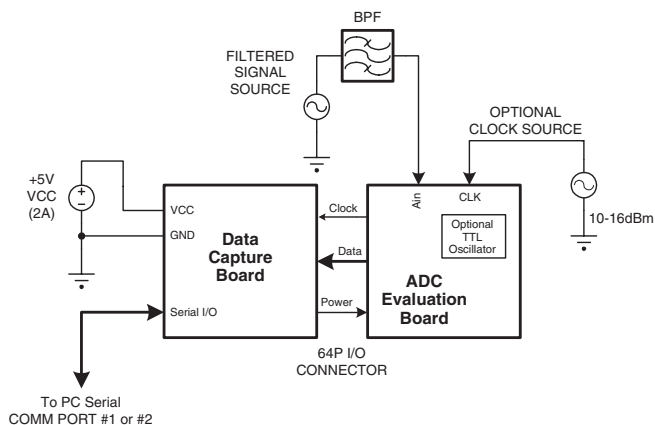 BPF
FILTERED
SIGNAL
SOURCE
OPTIONAL
CLOCK SOURCE
+5V
VCC
(2A)
VCC
GND
Data
Capture
Board
Serial I/O
Clock
Data
Power
Ain
CLK
Optional
TTL
Oscillator
ADC
Evaluation
Board
10-16dBm
64P I/O
CONNECTOR
To PC Serial
COMM PORT #1 or #2